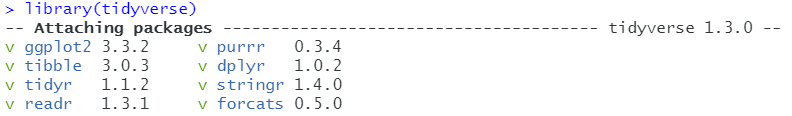 > library(tidyverse)
-- Attaching packages --------------------------------------- tidyverse 1.3.0 --
v ggplot2 3.3.2     v purrr   0.3.4
v tibble  3.0.3     v dplyr   1.0.2
v tidyr   1.1.2     v stringr 1.4.0
v readr   1.3.1     v forcats 0.5.0